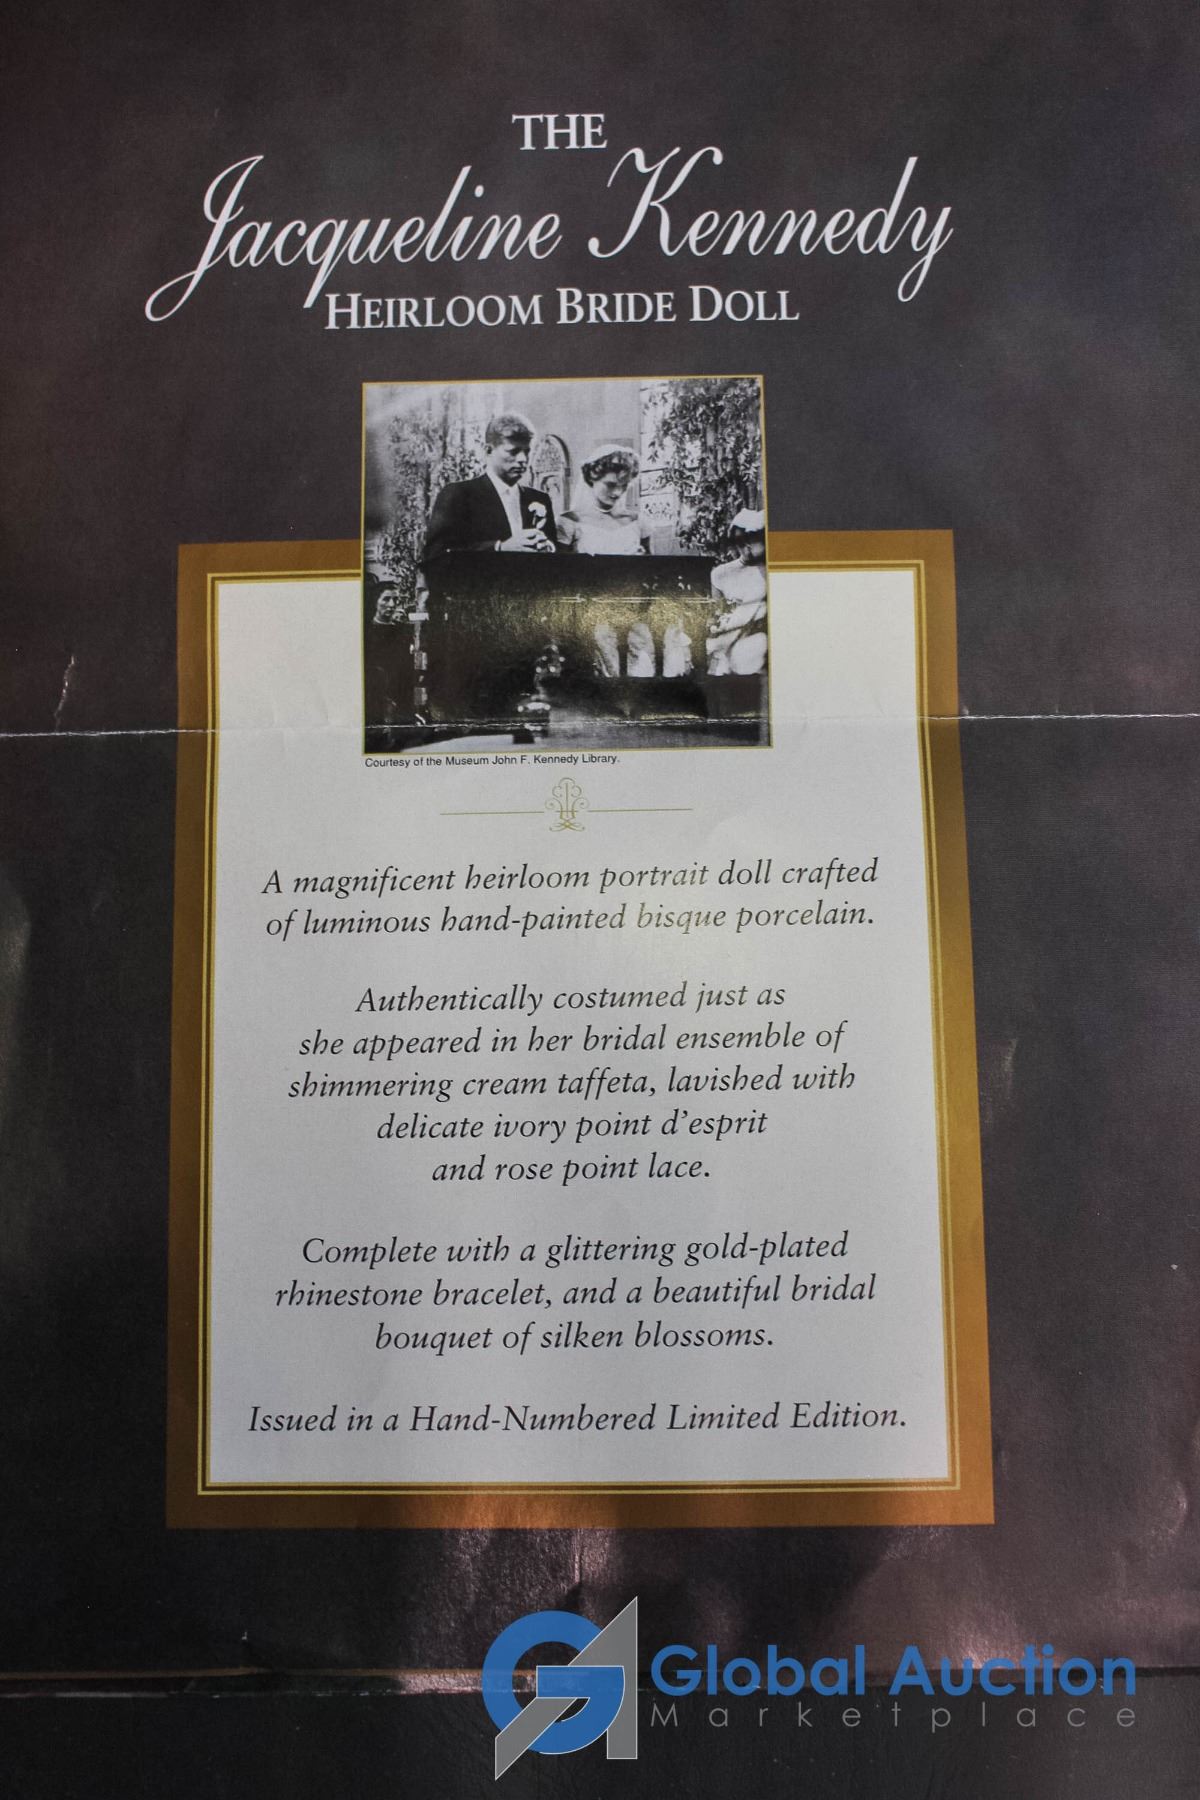 THE
Jacqueline Kennedy
HEIRLOOM BRIDE DOLL
Courtesy of the Museum John F. Kennedy Library.
A magnificent heirloom portrait doll crafted
of luminous hand-painted bisque porcelain.
Authentically costumed just as
she appeared in her bridal ensemble of
shimmering cream taffeta, lavished with
delicate ivory point d'esprit
and rose point lace.
Complete with a glittering gold-plated
rhinestone bracelet, and a beautiful bridal
bouquet of silken blossoms.
Issued in a Hand-Numbered Limited Edition.
GA
Global Auction
Marketplace